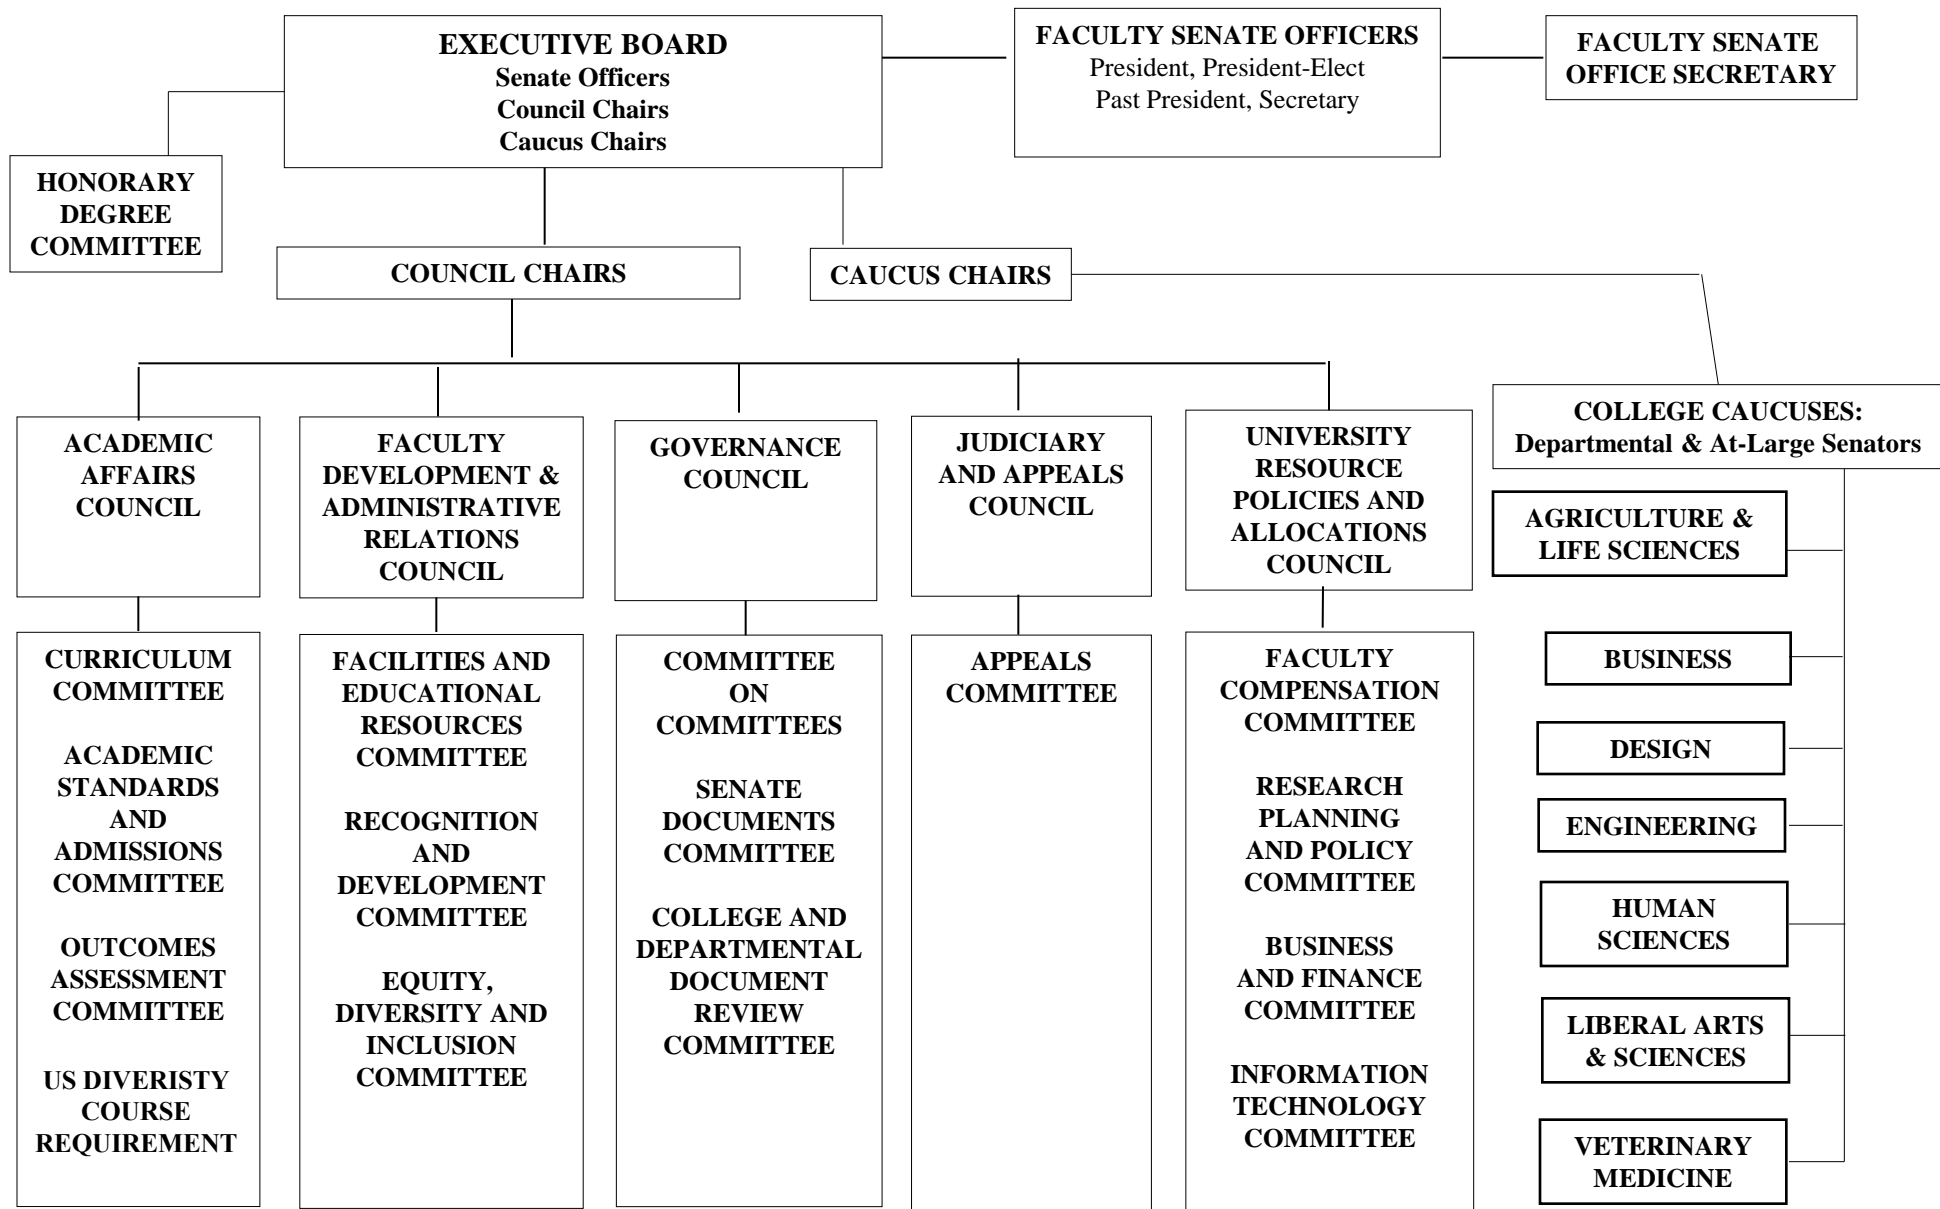 EXECUTIVE BOARD
Senate Officers
Council Chairs
Caucus Chairs
FACULTY SENATE OFFICERS
President, President-Elect
Past President, Secretary
FACULTY SENATE
OFFICE SECRETARY
HONORARY
DEGREE
COMMITTEE
COUNCIL CHAIRS
CAUCUS CHAIRS
ACADEMIC
AFFAIRS
COUNCIL
FACULTY
DEVELOPMENT &
ADMINISTRATIVE
RELATIONS
COUNCIL
GOVERNANCE
COUNCIL
JUDICIARY
AND APPEALS
COUNCIL
UNIVERSITY
RESOURCE
POLICIES AND
ALLOCATIONS
COUNCIL
COLLEGE CAUCUSES:
Departmental & At-Large Senators
CURRICULUM
COMMITTEE
ACADEMIC
STANDARDS
AND
ADMISSIONS
COMMITTEE
OUTCOMES
ASSESSMENT
COMMITTEE
US DIVERISTY
COURSE
REQUIREMENT
FACILITIES AND
EDUCATIONAL
RESOURCES
COMMITTEE
RECOGNITION
AND
DEVELOPMENT
COMMITTEE
EQUITY,
DIVERSITY AND
INCLUSION
COMMITTEE
COMMITTEE
ON
COMMITTEES
SENATE
DOCUMENTS
COMMITTEE
COLLEGE AND
DEPARTMENTAL
DOCUMENT
REVIEW
COMMITTEE
APPEALS
COMMITTEE
FACULTY
COMPENSATION
COMMITTEE
RESEARCH
PLANNING
AND POLICY
COMMITTEE
BUSINESS
AND FINANCE
COMMITTEE
INFORMATION
TECHNOLOGY
COMMITTEE
AGRICULTURE &
LIFE SCIENCES
BUSINESS
DESIGN
ENGINEERING
HUMAN
SCIENCES
LIBERAL ARTS
& SCIENCES
VETERINARY
MEDICINE